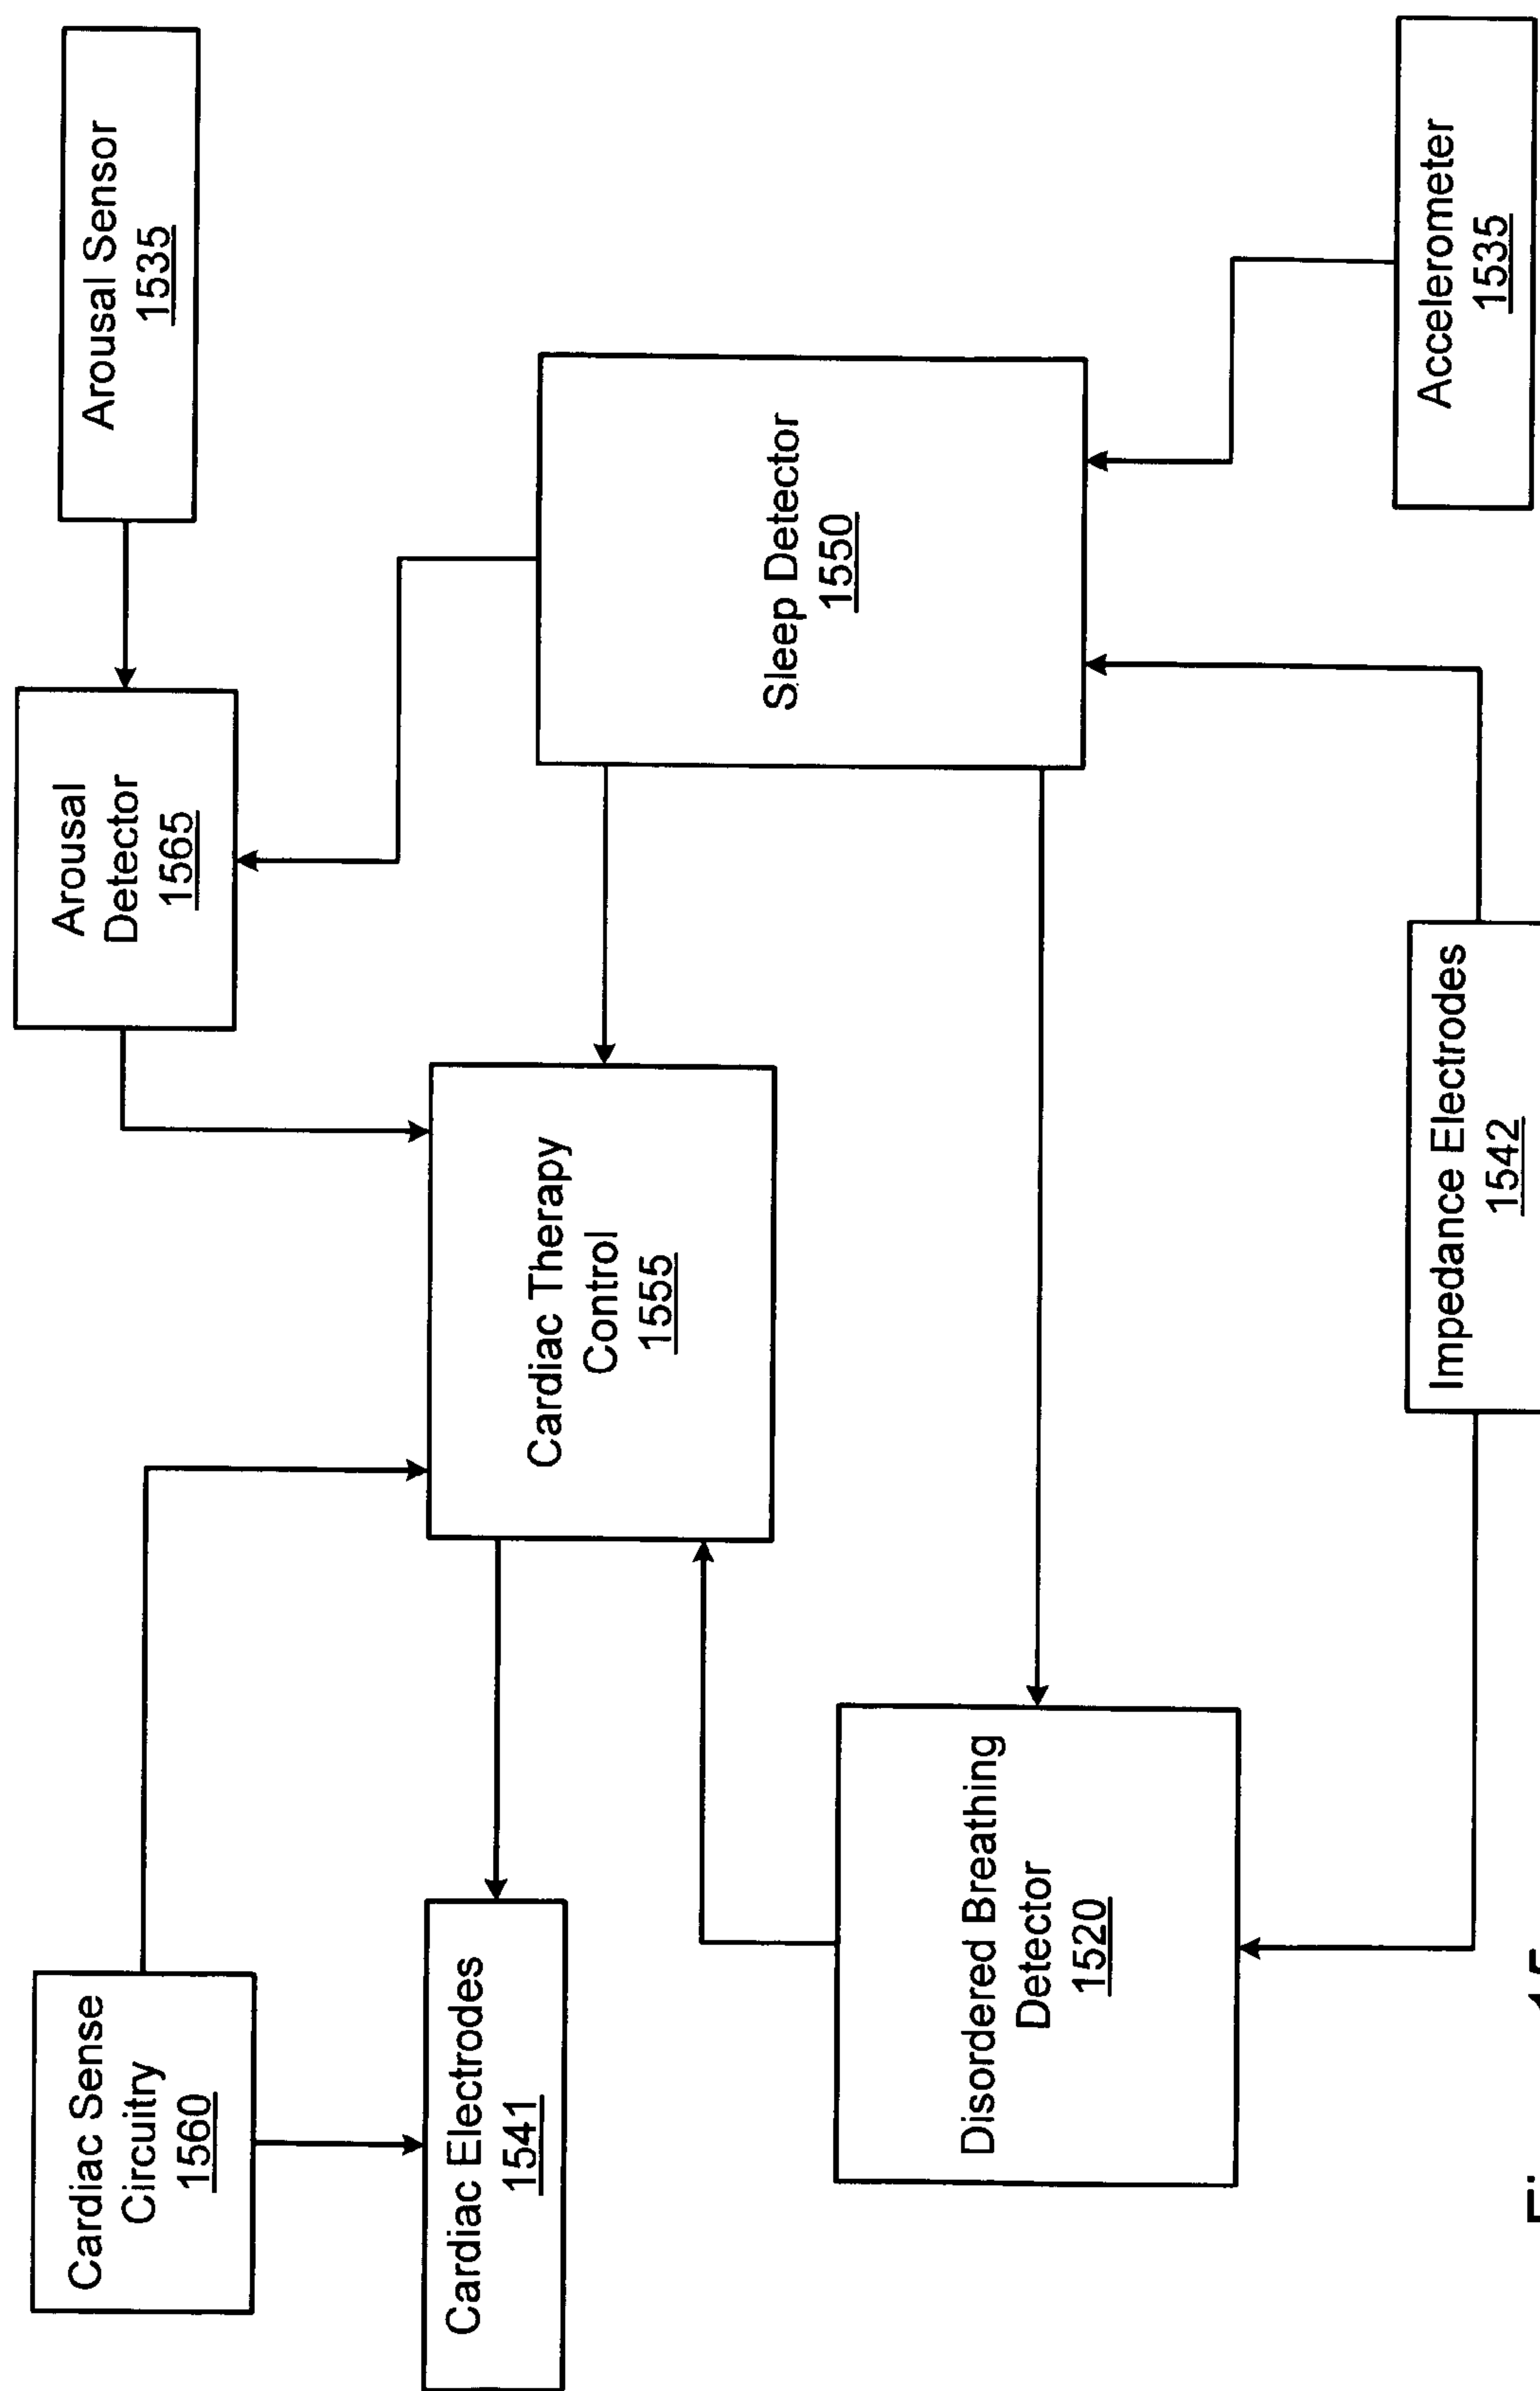 Arousal Sensor
1535
Arousal
Detector
1565
Cardiac Sense
Circuitry
1560
Cardiac Therapy
Control
1555
Sleep Detector
1550
Cardiac Electrodes
1541
Disordered Breathing
Detector
1520
Accelerometer
1535
Impedance Electrodes
1542